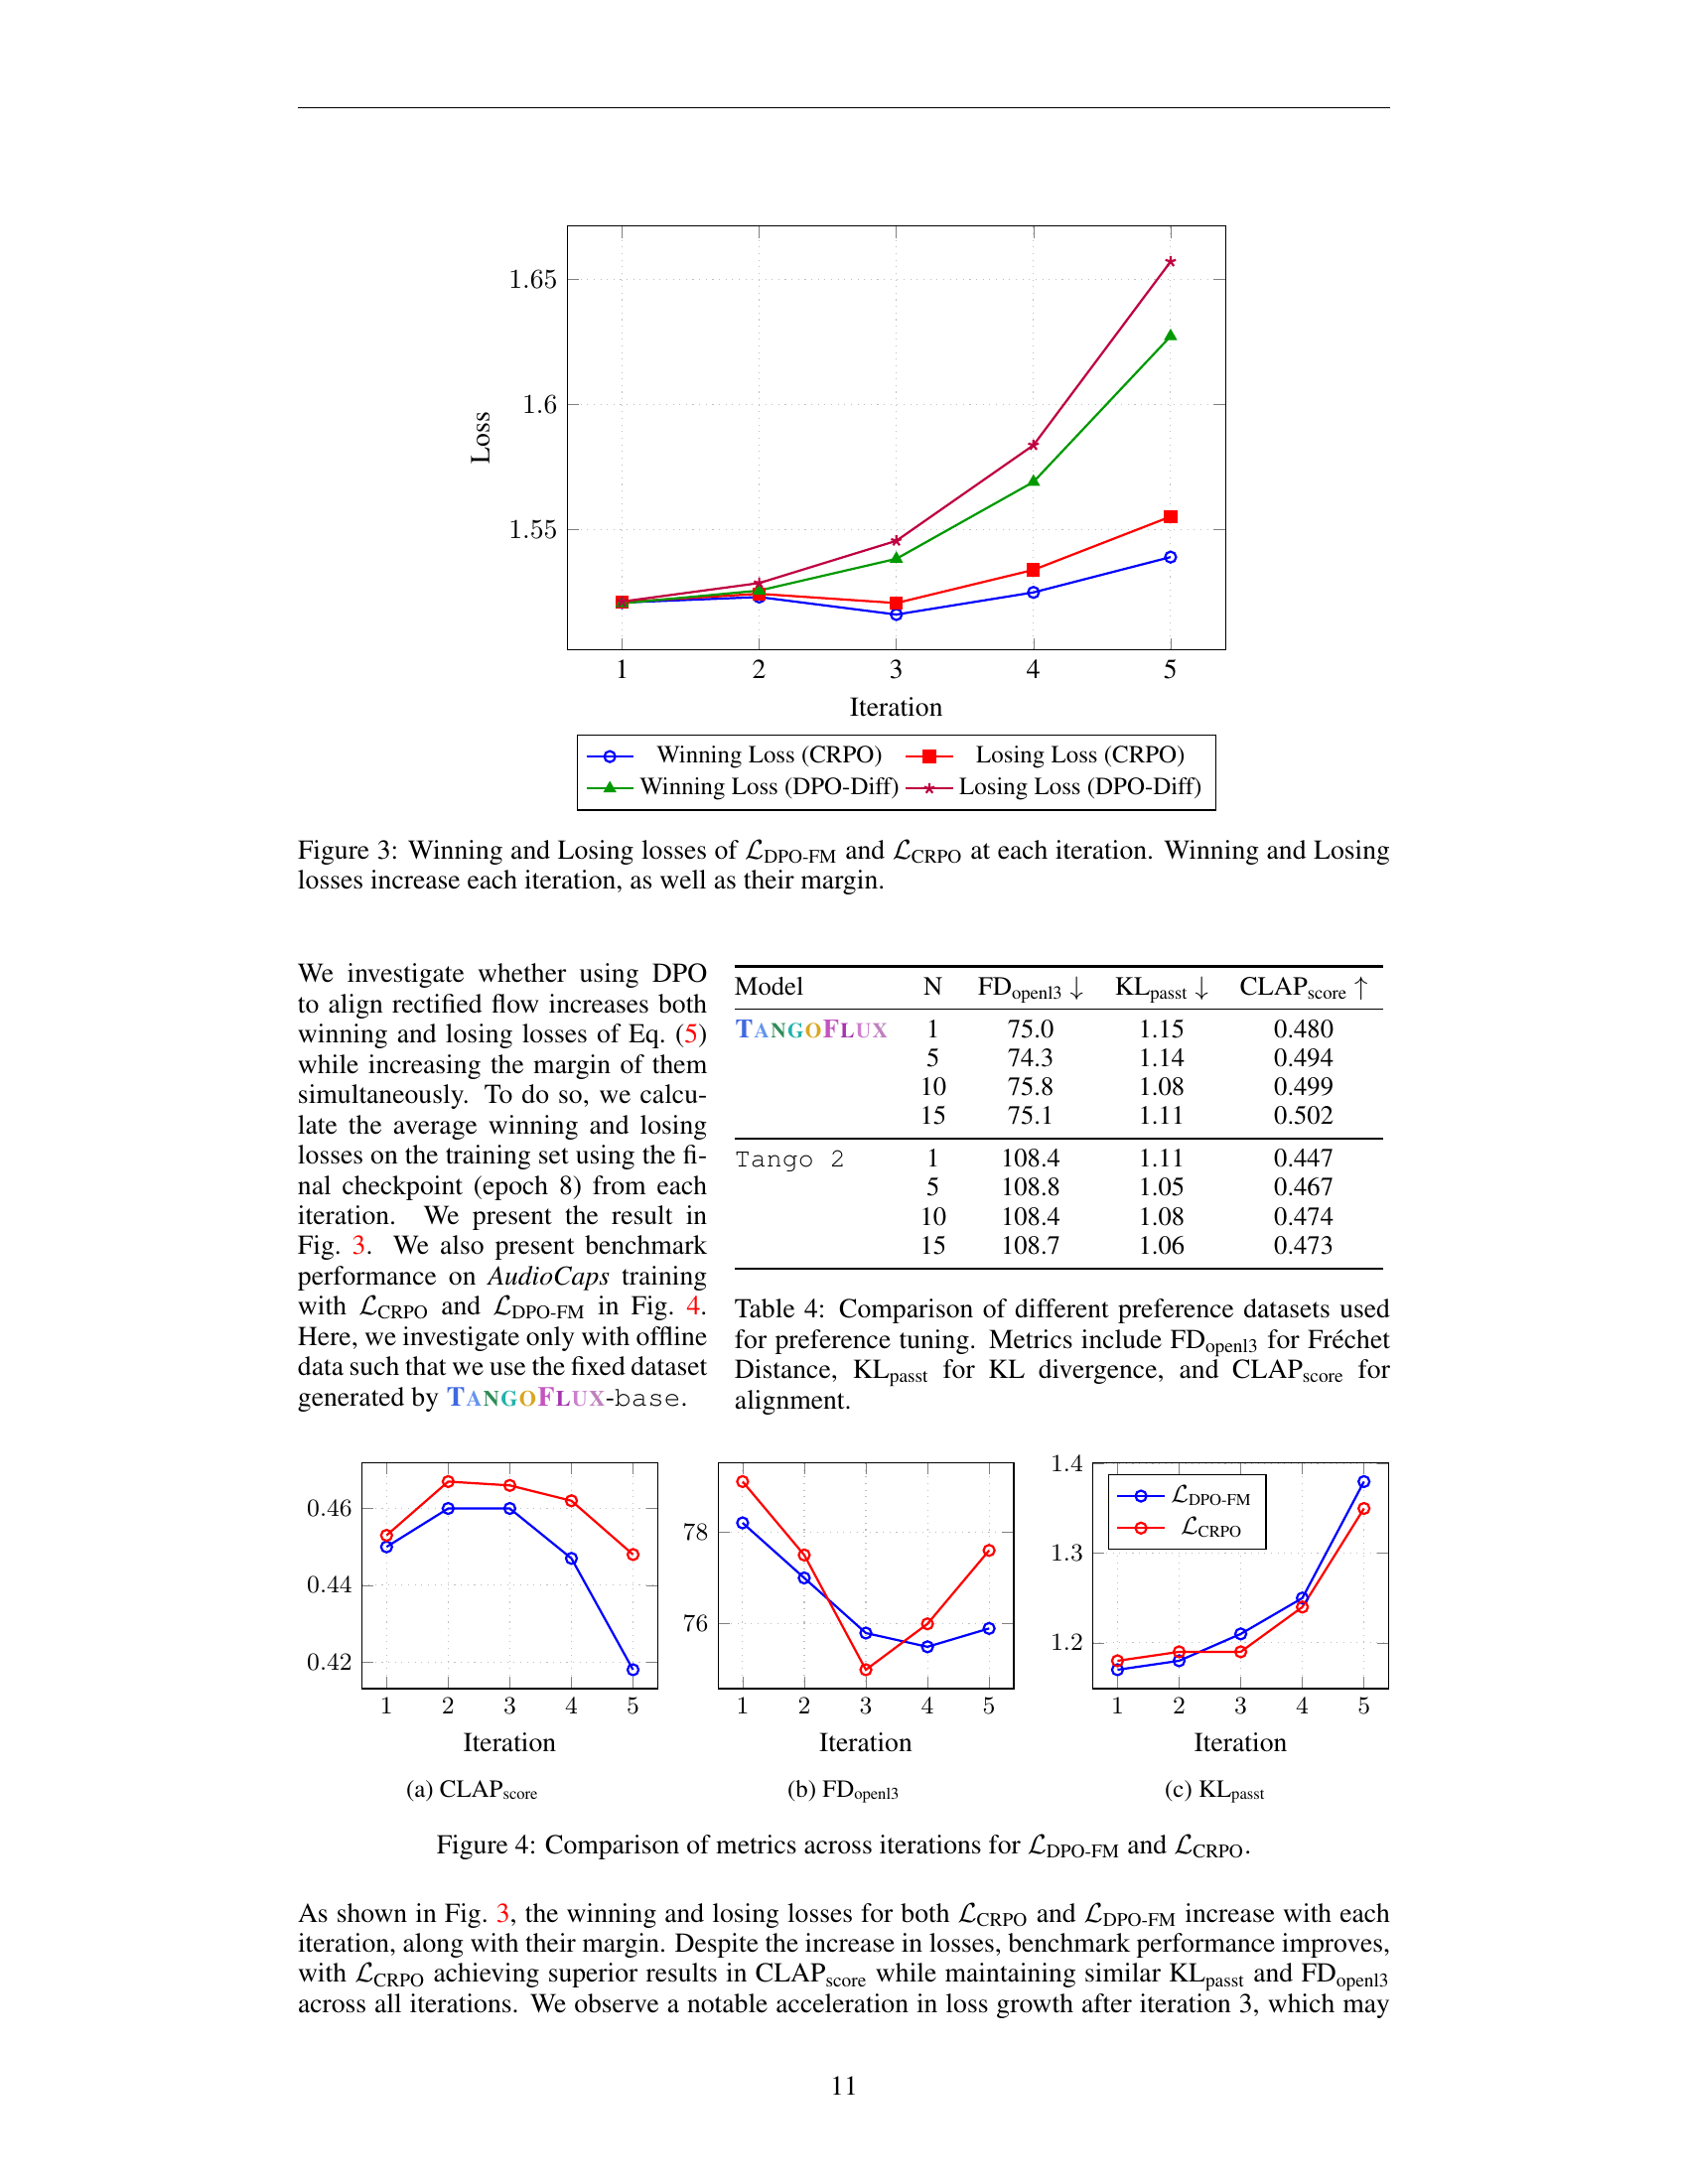 1.65
1.6
1.55
Loss
1 2 3 4 5
Iteration
Winning Loss (CRPO) Losing Loss (CRPO)
Winning Loss (DPO-Diff) Losing Loss (DPO-Diff)
Figure 3: Winning and Losing losses of ℒDPO-FM and ℒCRPO at each iteration. Winning and Losing
losses increase each iteration, as well as their margin.
We investigate whether using DPO
to align rectified flow increases both
winning and losing losses of Eq. (5)
while increasing the margin of them
simultaneously. To do so, we calcu-
late the average winning and losing
losses on the training set using the fi-
nal checkpoint (epoch 8) from each
iteration. We present the result in
Fig. 3. We also present benchmark
performance on AudioCaps training
with ℒCRPO and ℒDPO-FM in Fig. 4.
Here, we investigate only with offline
data such that we use the fixed dataset
generated by TANGOFLUX-base.
Model N FDopenl3 ↓ KLpasst ↓ CLAPscore ↑
TANGOFLUX 1 75.0 1.15 0.480
5 74.3 1.14 0.494
10 75.8 1.08 0.499
15 75.1 1.11 0.502
Tango 2 1 108.4 1.11 0.447
5 108.8 1.05 0.467
10 108.4 1.08 0.474
15 108.7 1.06 0.473
Table 4: Comparison of different preference datasets used
for preference tuning. Metrics include FDopenl3 for Fréchet
Distance, KLpasst for KL divergence, and CLAPscore for
alignment.
0.46
0.44
0.42
1 2 3 4 5
Iteration
(a) CLAPscore
78
76
1 2 3 4 5
Iteration
(b) FDopenl3
1.4
1.3
1.2
ℒDPO-FM
ℒCRPO
1 2 3 4 5
Iteration
(c) KLpasst
Figure 4: Comparison of metrics across iterations for ℒDPO-FM and ℒCRPO.
As shown in Fig. 3, the winning and losing losses for both ℒCRPO and ℒDPO-FM increase with each
iteration, along with their margin. Despite the increase in losses, benchmark performance improves,
with ℒCRPO achieving superior results in CLAPscore while maintaining similar KLpasst and FDopenl3
across all iterations. We observe a notable acceleration in loss growth after iteration 3, which may
11